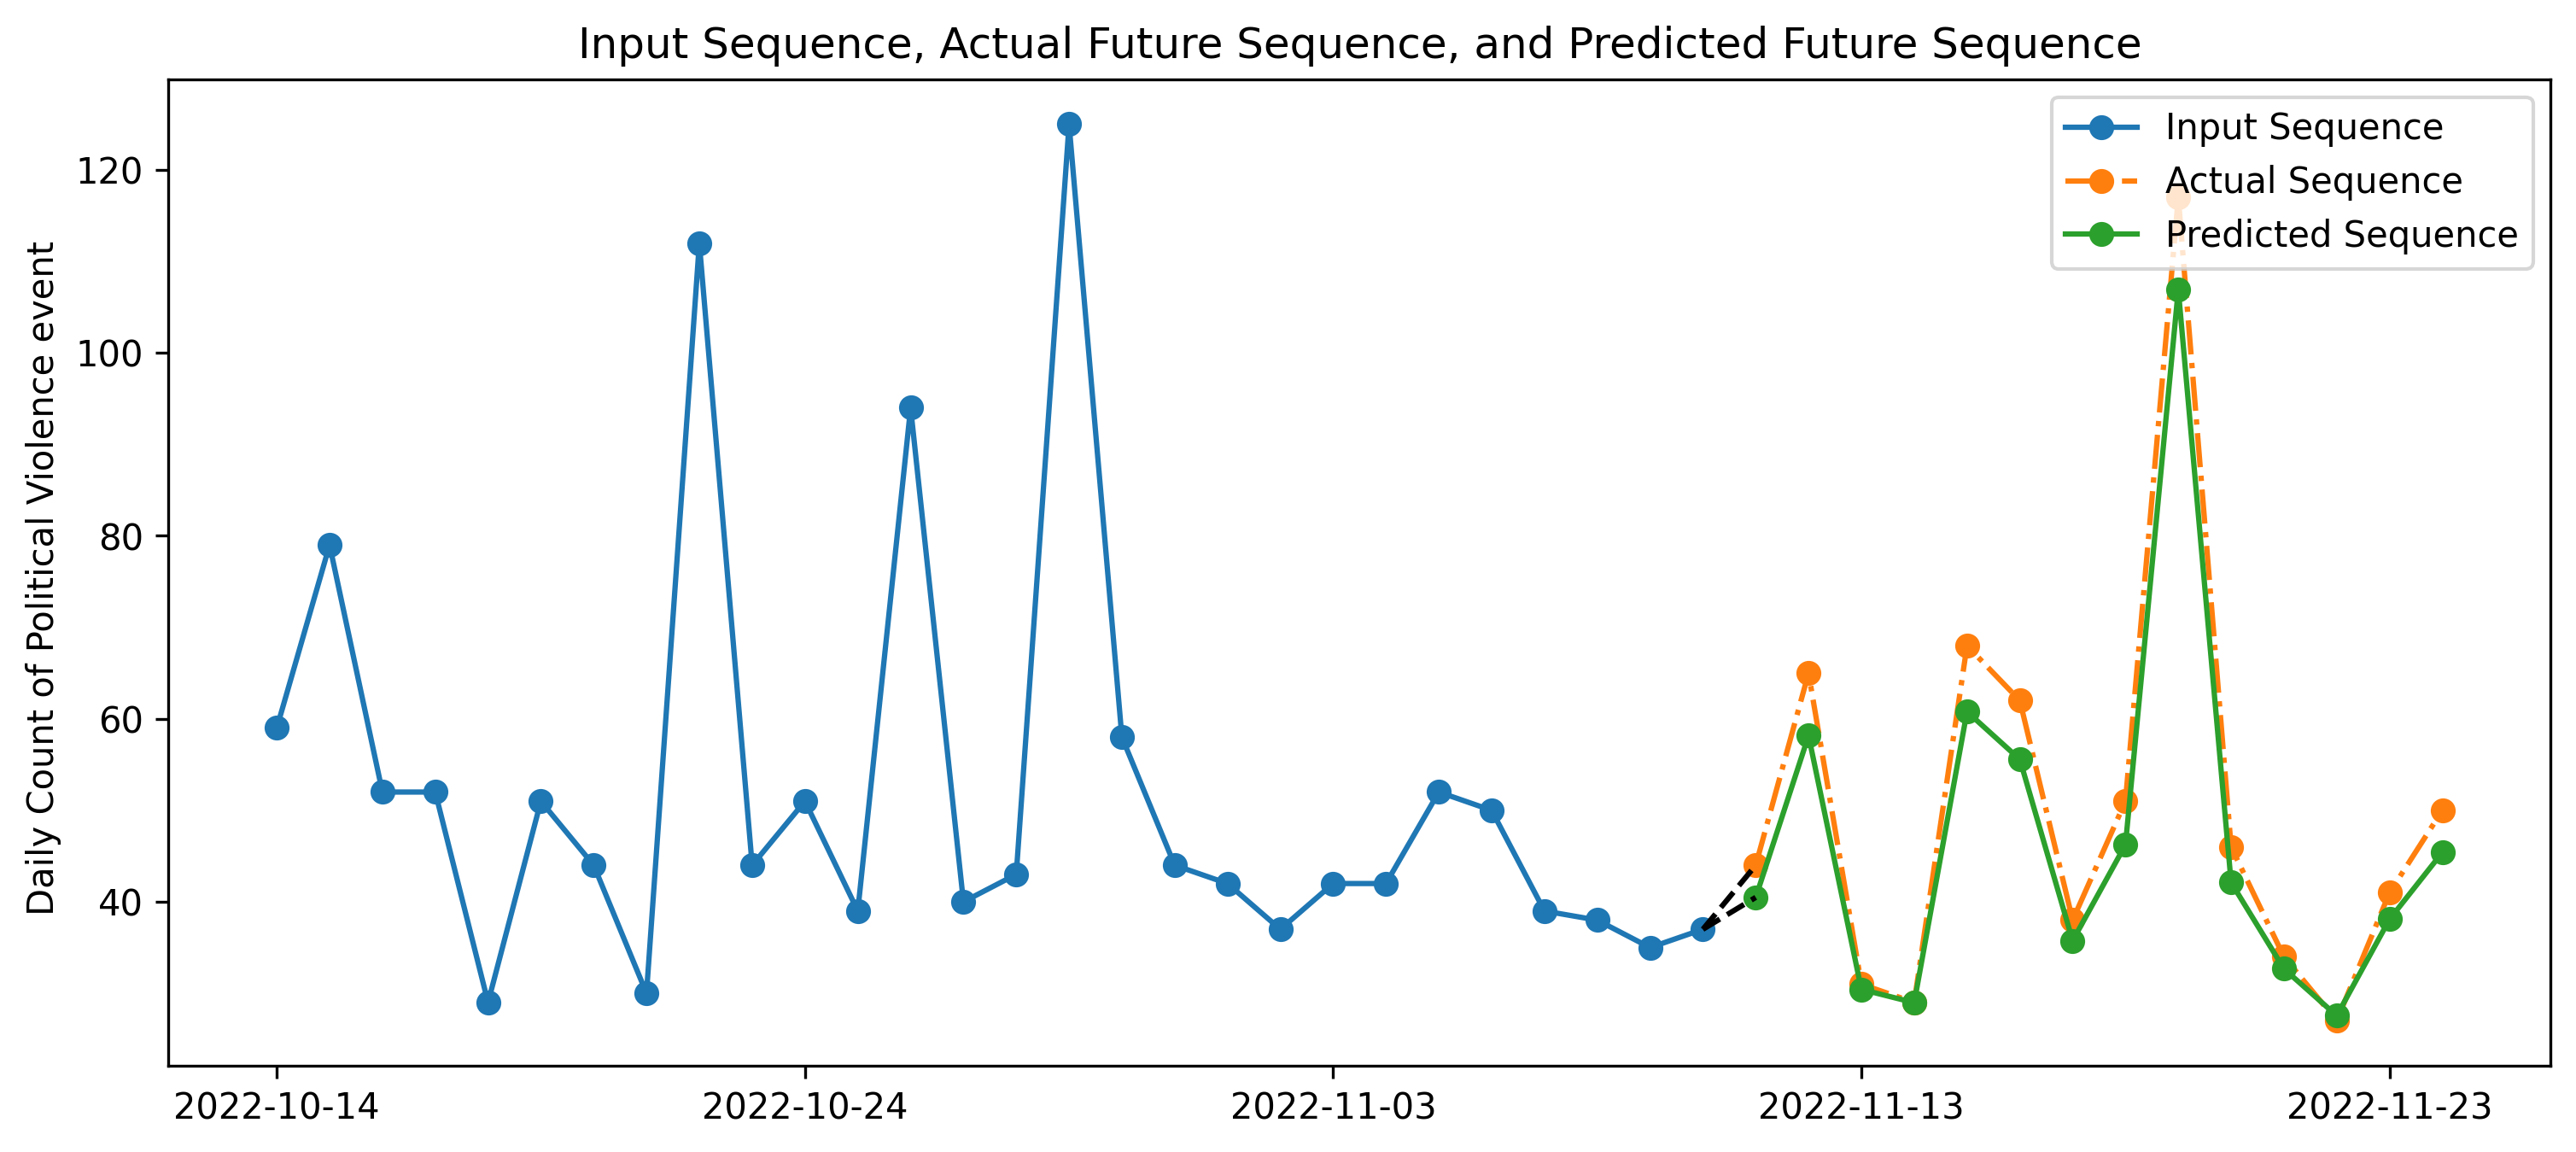 Input Sequence, Actual Future Sequence, and Predicted Future Sequence
Daily Count of Political Violence event
120
100
80
60
40
Input Sequence
Actual Sequence
Predicted Sequence
2022-10-14
2022-10-24
2022-11-03
2022-11-13
2022-11-23